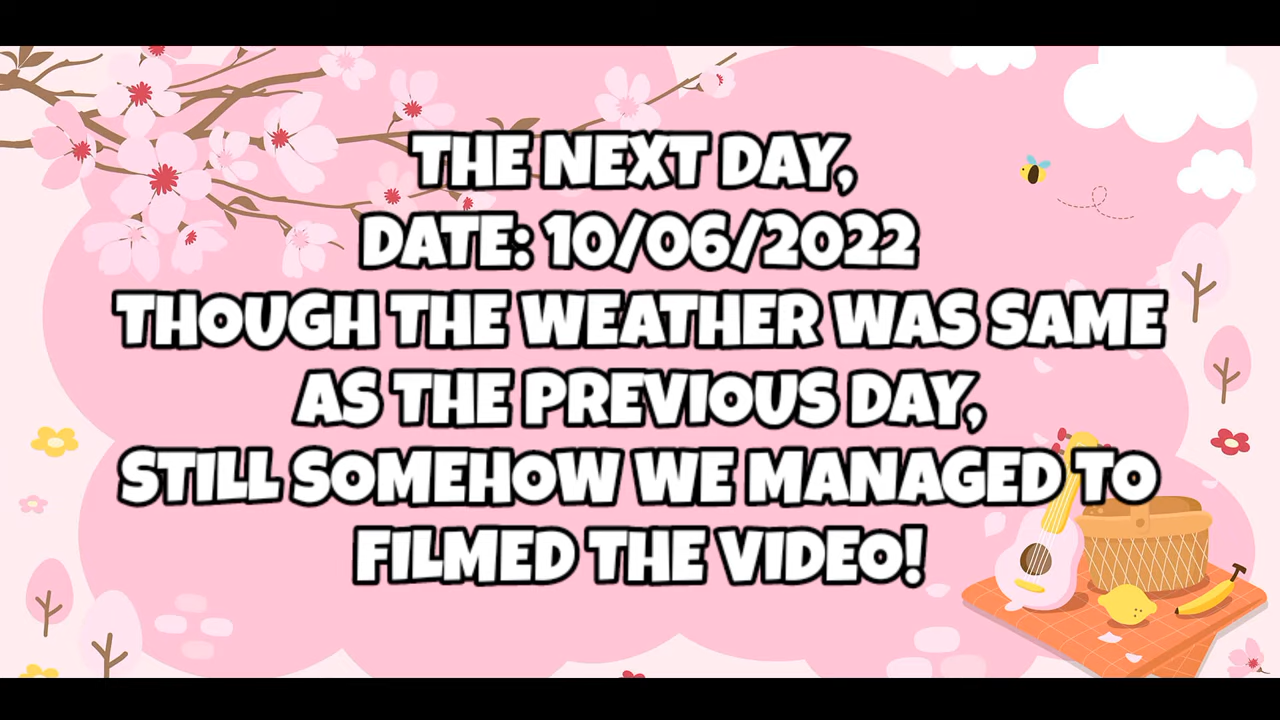 THE NEXT DAY,
DATE: 10/06/2022
THOUGH THE WEATHER WAS SAME
AS THE PREVIOUS DAY,
STILL SOMEHOW WE MANAGED TO
FILMED THE VIDEO!